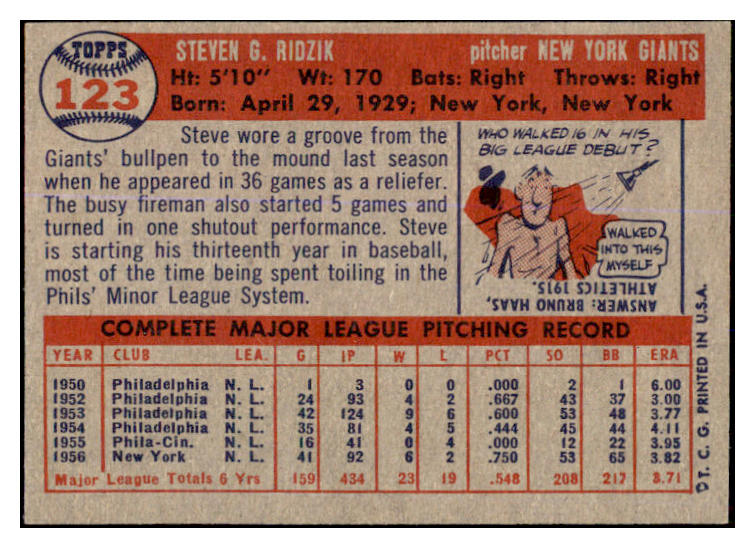 TOPPS
123
STEVEN G. RIDZIK pitcher NEW YORK GIANTS
Ht: 5'10" Wt: 170 Bats: Right Throws: Right
Born: April 29, 1929; New York, New York
Steve wore a groove from the
Giants' bullpen to the mound last season
when he appeared in 36 games as a reliefer.
The busy fireman also started 5 games and
turned in one shutout performance. Steve
is starting his thirteenth year in baseball,
most of the time being spent toiling in the
Phils' Minor League System.
WHO WALKED 16 IN HIS
BIG LEAGUE DEBUT?
I WALKED
INTO THIS
MYSELF
ANSWER: BRUNO HAAS,
ATHLETICS 1915.
COMPLETE MAJOR LEAGUE PITCHING RECORD
YEAR CLUB LEA. G IP W L PCT SO BB ERA
1950 Philadelphia N. L. 1 3 0 0 .000 2 1 6.00
1952 Philadelphia N. L. 24 93 4 2 .667 43 37 3.00
1953 Philadelphia N. L. 42 124 9 6 .600 53 48 3.77
1954 Philadelphia N. L. 35 81 4 5 .444 45 44 4.11
1955 Phila-Cin. N. L. 16 41 0 4 .000 12 22 3.95
1956 New York N. L. 41 92 6 2 .750 53 65 3.82
Major League Totals 6 Yrs 159 434 23 19 .548 208 217 3.71
© T. C. G. PRINTED IN U.S.A.